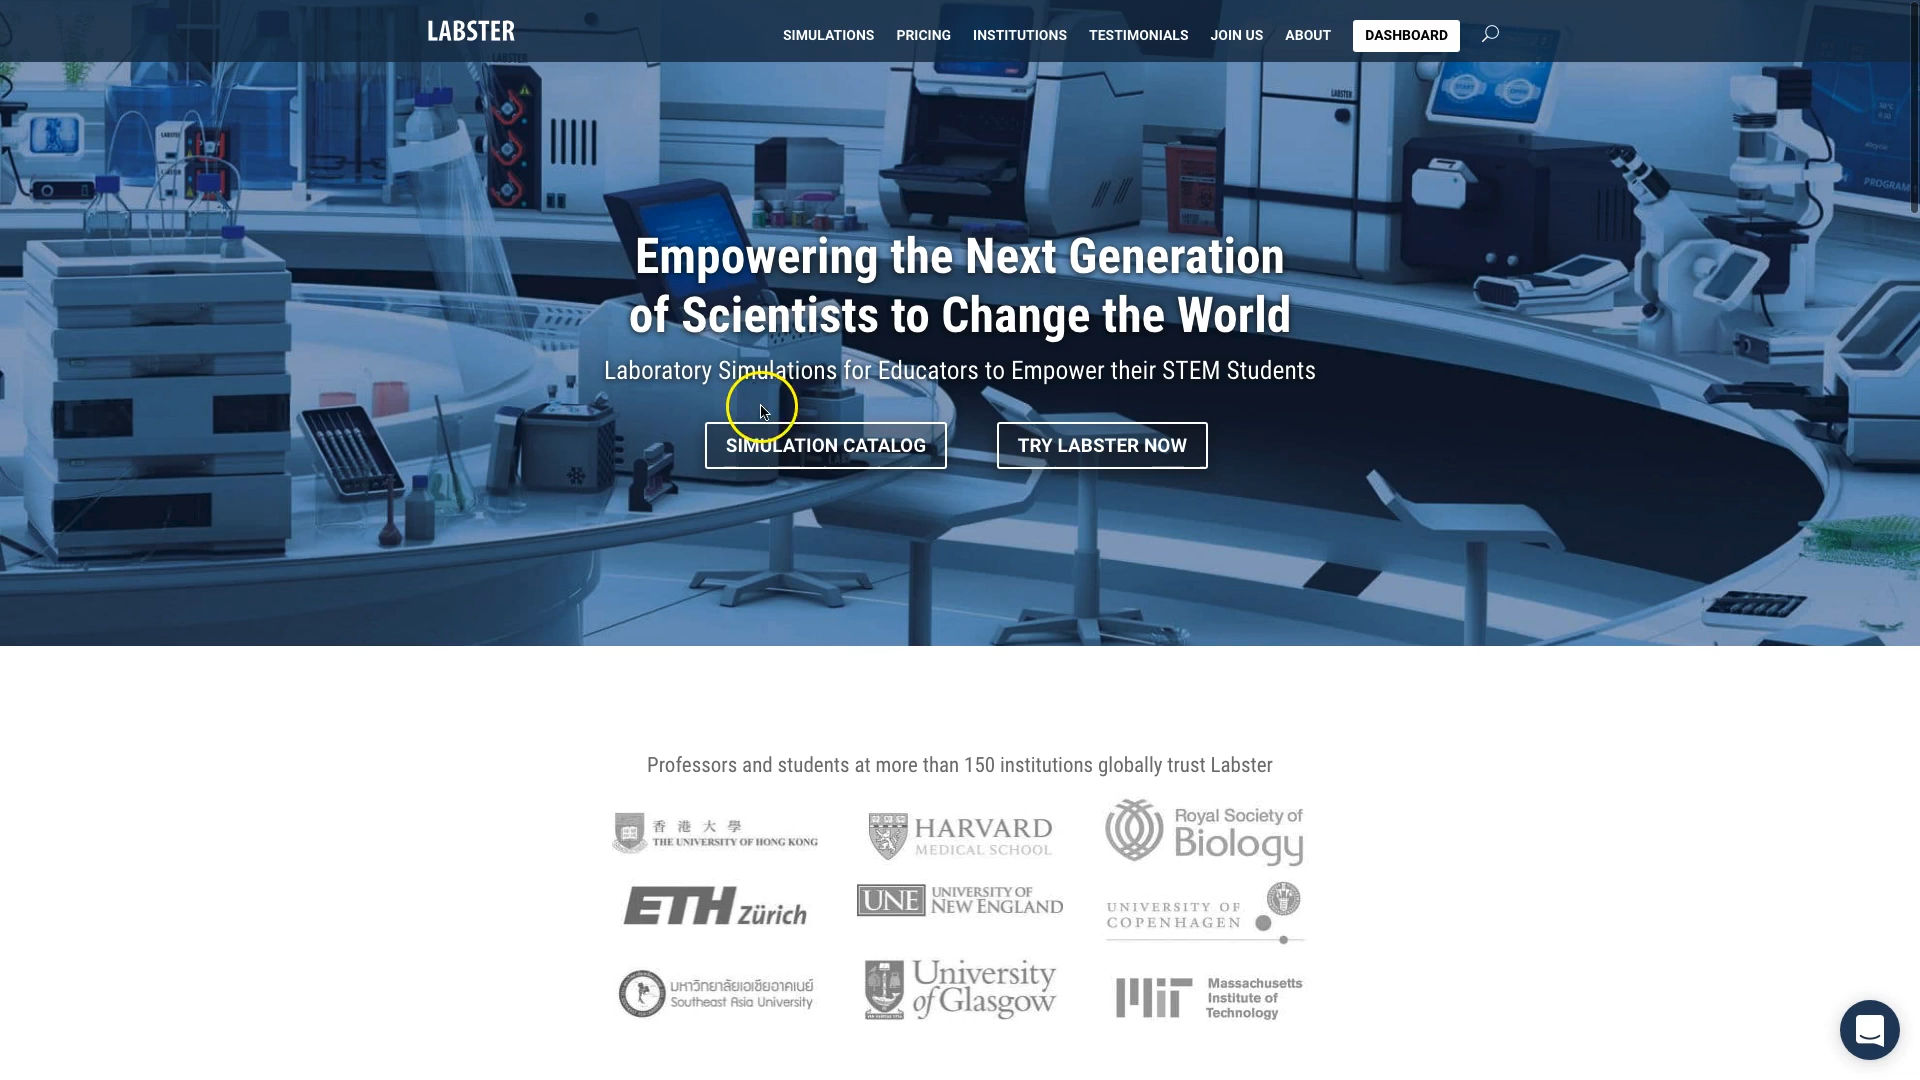 LABSTER
SIMULATIONS PRICING INSTITUTIONS TESTIMONIALS JOIN US ABOUT DASHBOARD
LABSTER
LABSTER
LABSTER
START
PROGRAM
Empowering the Next Generation
of Scientists to Change the World
Laboratory Simulations for Educators to Empower their STEM Students
SIMULATION CATALOG
TRY LABSTER NOW
Professors and students at more than 150 institutions globally trust Labster
香港大學
THE UNIVERSITY OF HONG KONG
HARVARD
MEDICAL SCHOOL
Royal Society of
Biology
ETH Zürich
UNE UNIVERSITY OF
NEW ENGLAND
UNIVERSITY OF
COPENHAGEN
มหาวิทยาลัยเอเชียอาคเนย์
Southeast Asia University
University
of Glasgow
Massachusetts
Institute of
Technology